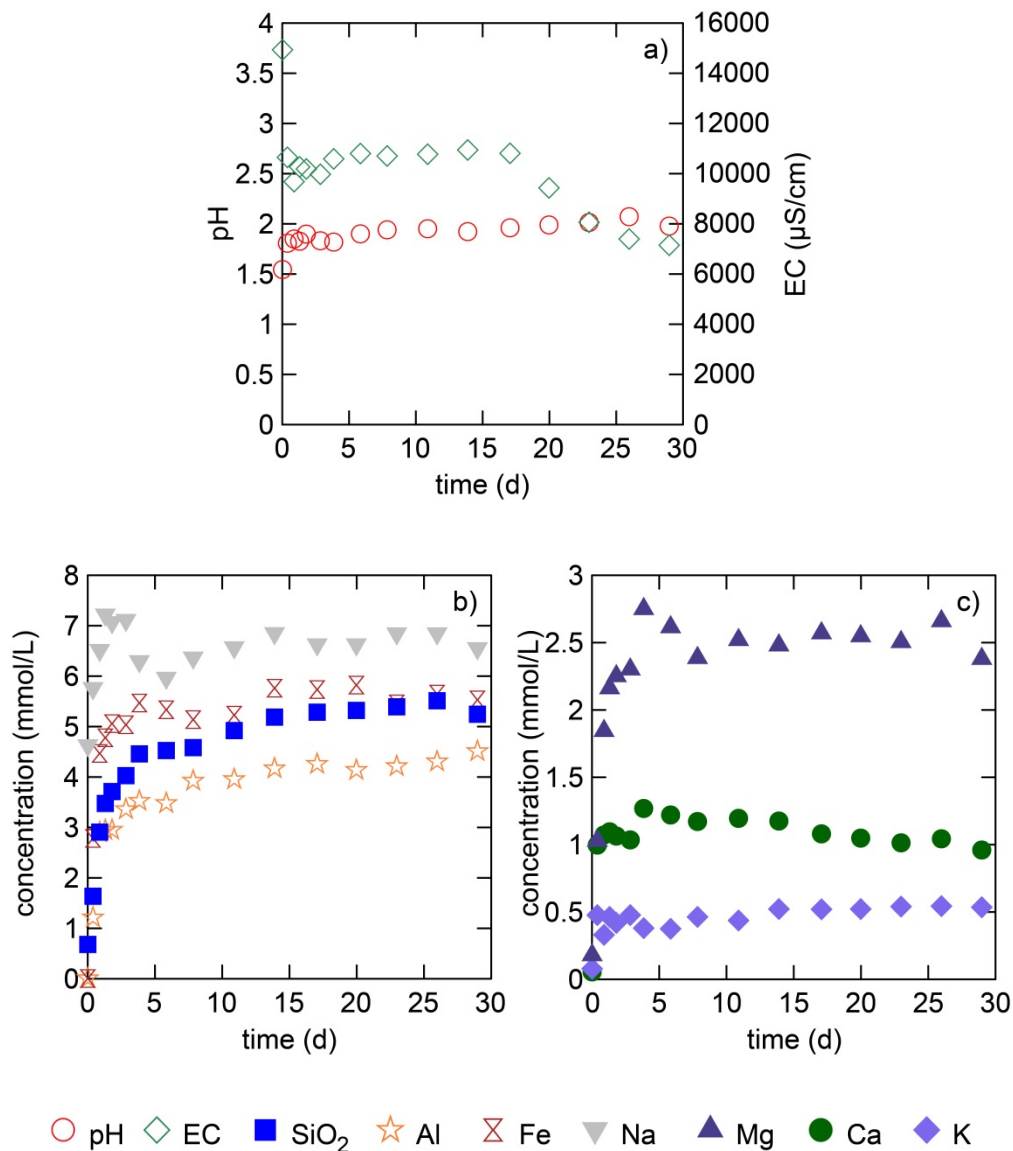 a)
4
3.5
3
2.5
2
1.5
1
0.5
0
pH
16000
14000
12000
10000
8000
6000
4000
2000
0
EC (µS/cm)
0 5 10 15 20 25 30
time (d)
b)
8
7
6
5
4
3
2
1
0
concentration (mmol/L)
0 5 10 15 20 25 30
time (d)
c)
3
2.5
2
1.5
1
0.5
0
concentration (mmol/L)
0 5 10 15 20 25 30
time (d)
pH EC SiO₂ Al Fe Na Mg Ca K